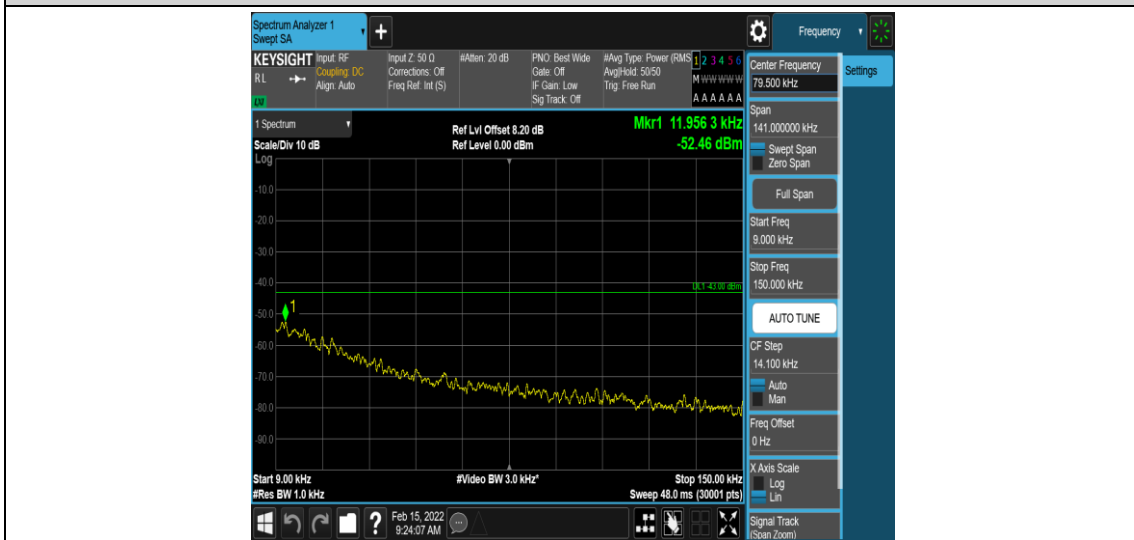 Spectrum Analyzer 1
Swept SA
+
Frequency
KEYSIGHT
Input: RF
Coupling: DC
Align: Auto
RL
LXI
Input Z: 50 Ω
Corrections: Off
Freq Ref: Int (S)
#Atten: 20 dB
PNO: Best Wide
Gate: Off
IF Gain: Low
Sig Track: Off
#Avg Type: Power (RMS
Avg|Hold: 50/50
Trig: Free Run
1 2 3 4 5 6
M W W W W W
A A A A A A
1 Spectrum
Scale/Div 10 dB
Ref Lvl Offset 8.20 dB
Ref Level 0.00 dBm
Mkr1 11.956 3 kHz
-52.46 dBm
Log
-10.0
-20.0
-30.0
-40.0
-50.0
-60.0
-70.0
-80.0
-90.0
DL1 -43.00 dBm
1
Start 9.00 kHz
#Res BW 1.0 kHz
#Video BW 3.0 kHz*
Stop 150.00 kHz
Sweep 48.0 ms (30001 pts)
?
Feb 15, 2022
9:24:07 AM
Center Frequency
79.500 kHz
Settings
Span
141.000000 kHz
Swept Span
Zero Span
Full Span
Start Freq
9.000 kHz
Stop Freq
150.000 kHz
AUTO TUNE
CF Step
14.100 kHz
Auto
Man
Freq Offset
0 Hz
X Axis Scale
Log
Lin
Signal Track
(Span Zoom)